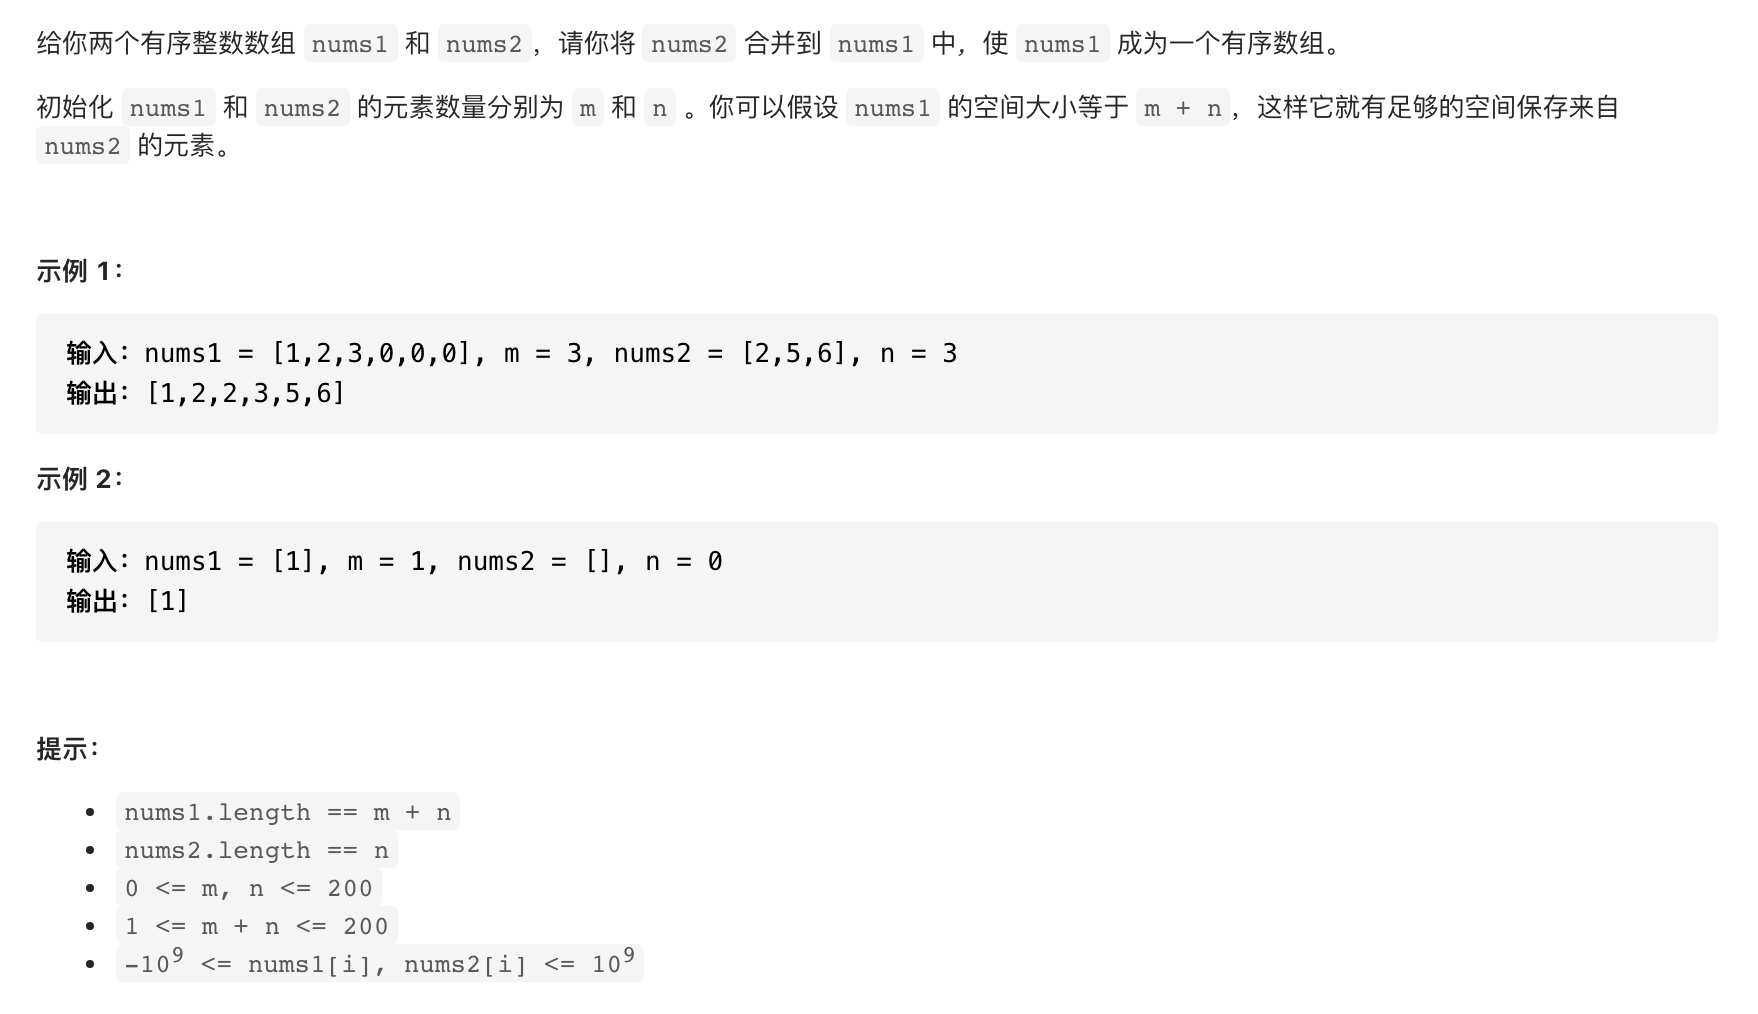 给你两个有序整数数组 nums1 和 nums2，请你将 nums2 合并到 nums1 中，使 nums1 成为一个有序数组。
初始化 nums1 和 nums2 的元素数量分别为 m 和 n 。你可以假设 nums1 的空间大小等于 m + n，这样它就有足够的空间保存来自
nums2 的元素。
示例 1：
输入：nums1 = [1,2,3,0,0,0], m = 3, nums2 = [2,5,6], n = 3
输出：[1,2,2,3,5,6]
示例 2：
输入：nums1 = [1], m = 1, nums2 = [], n = 0
输出：[1]
提示：
• nums1.length == m + n
• nums2.length == n
• 0 <= m, n <= 200
• 1 <= m + n <= 200
• -10⁹ <= nums1[i], nums2[i] <= 10⁹